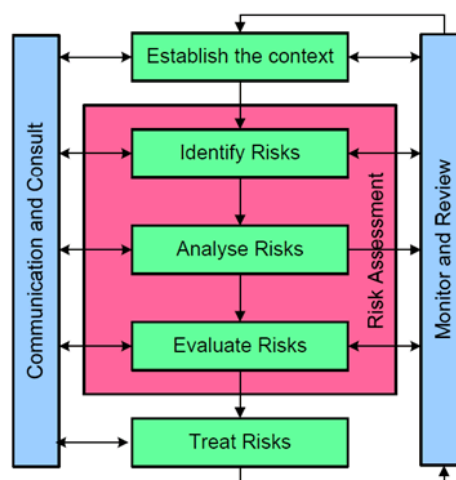 Establish the context
Identify Risks
Analyse Risks
Evaluate Risks
Treat Risks
Communication and Consult
Risk Assessment
Monitor and Review